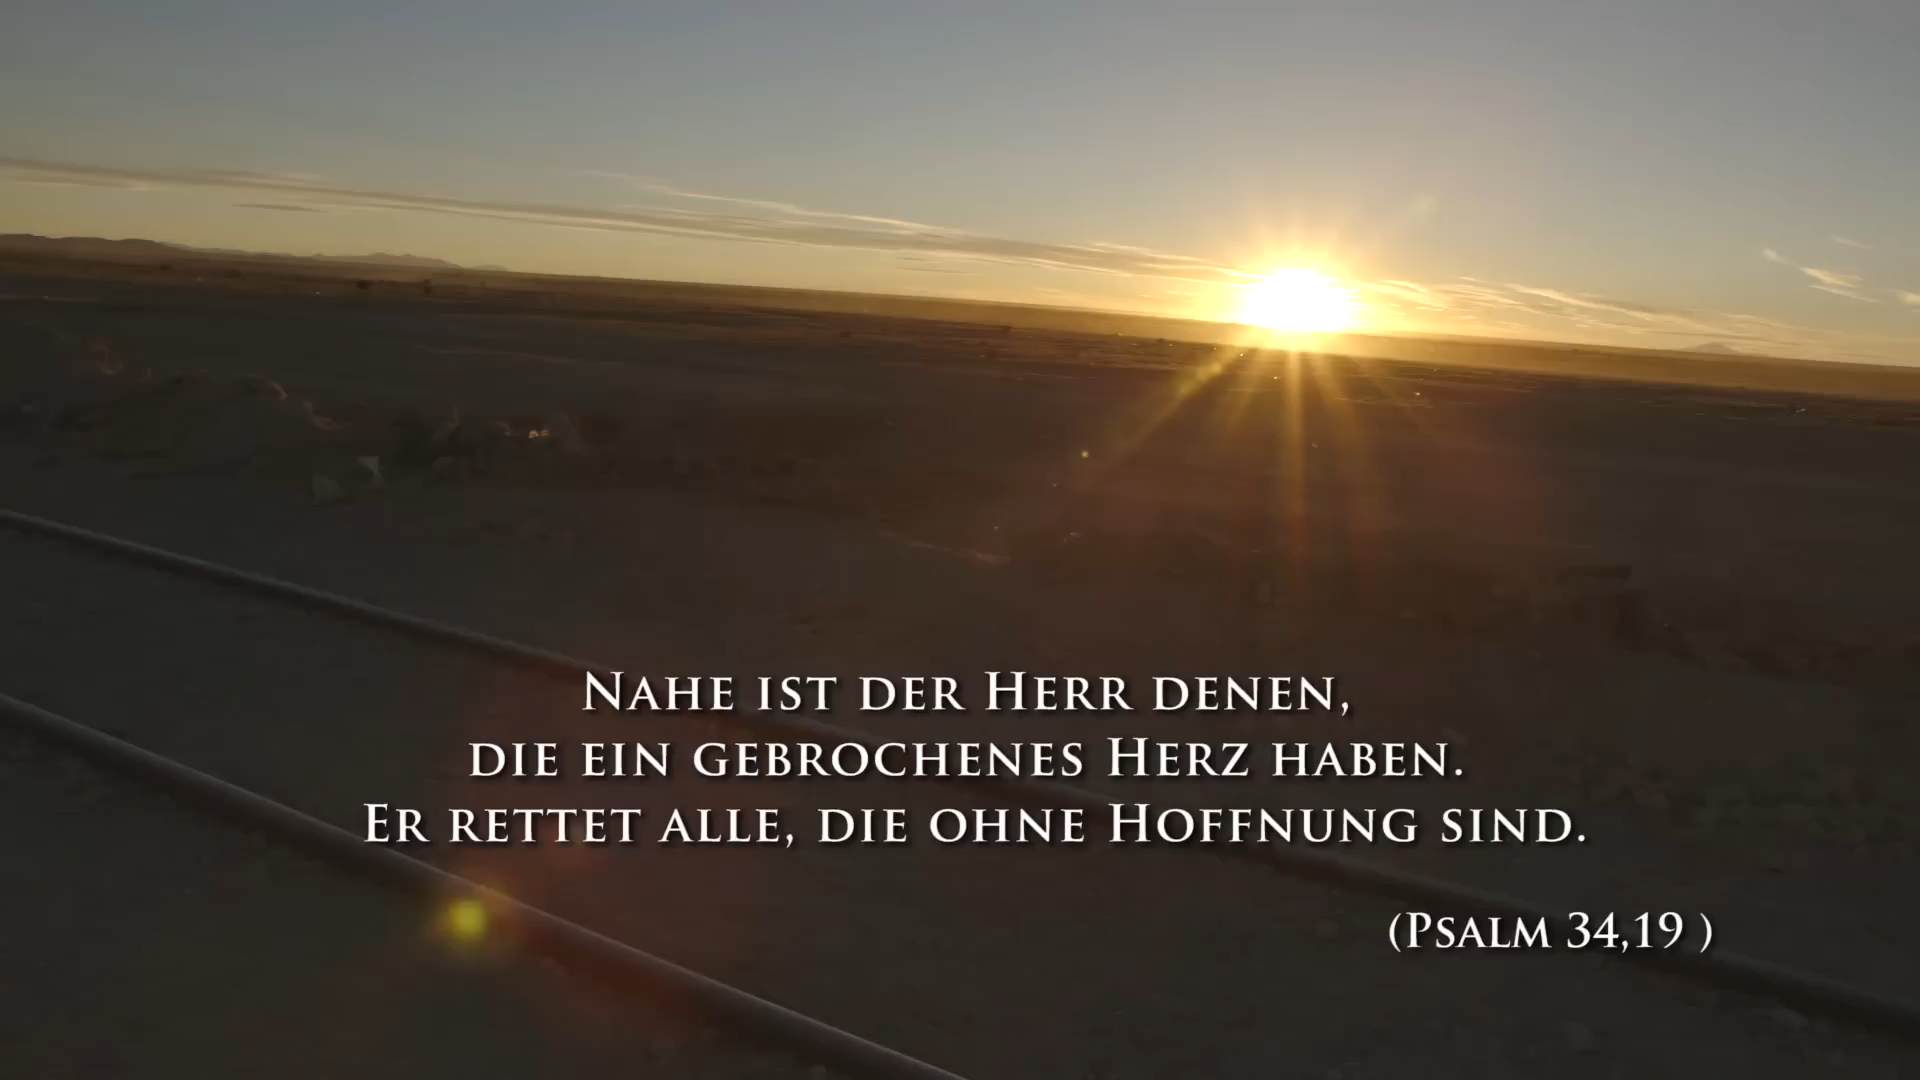 Nahe ist der Herr denen,
die ein gebrochenes Herz haben.
Er rettet alle, die ohne Hoffnung sind.
(Psalm 34,19 )